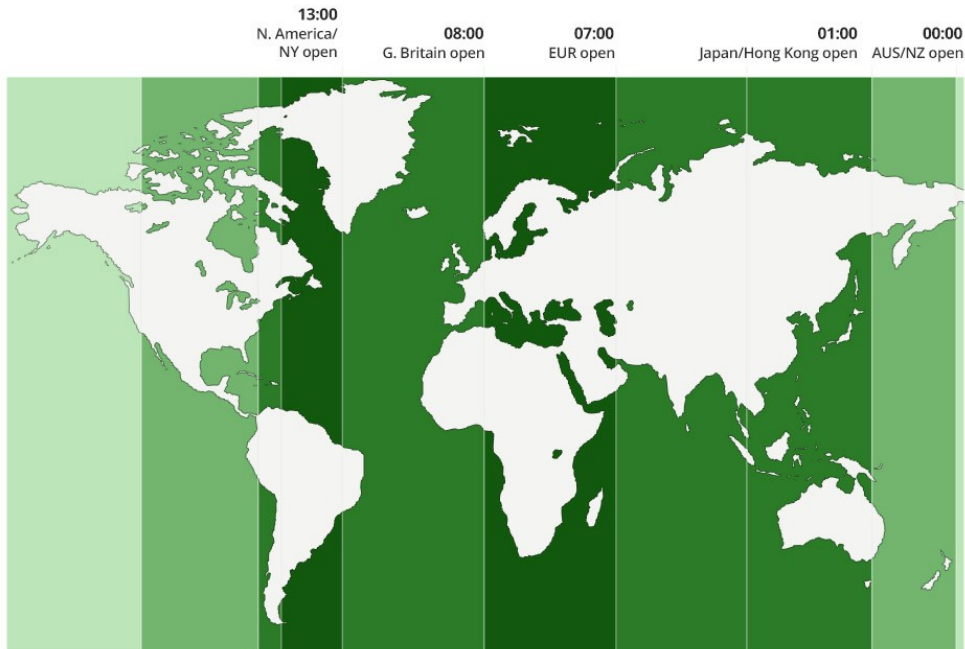 13:00
N. America/
NY open
08:00
G. Britain open
07:00
EUR open
01:00
Japan/Hong Kong open
00:00
AUS/NZ open